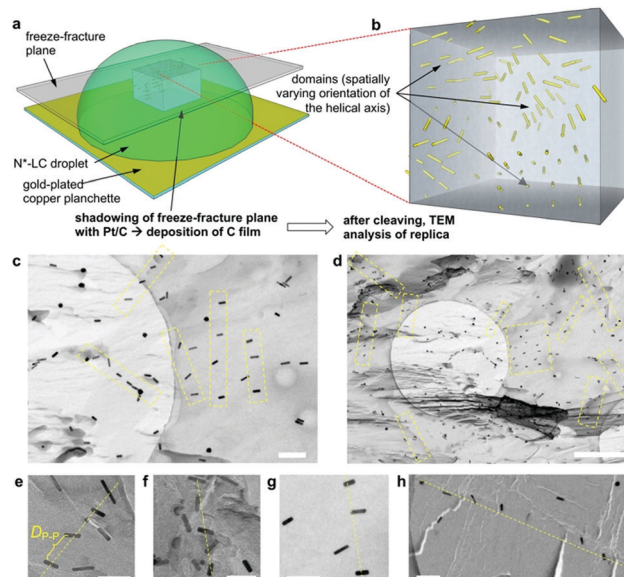 a
freeze-fracture
plane
N*-LC droplet
gold-plated
copper planchette
shadowing of freeze-fracture plane
with Pt/C → deposition of C film
b
domains (spatially
varying orientation of
the helical axis)
after cleaving, TEM
analysis of replica
c
d
e
DP-P
f
g
h